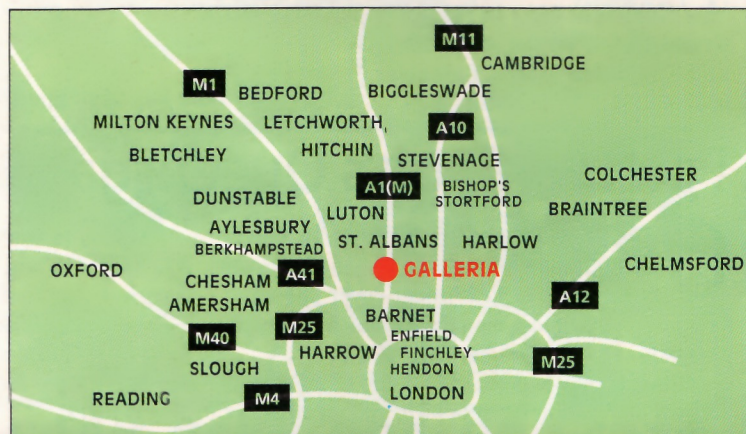 M11
CAMBRIDGE
M1
BEDFORD
BIGGLESWADE
MILTON KEYNES
LETCHWORTH
A10
BLETCHLEY
HITCHIN
STEVENAGE
COLCHESTER
A1(M)
BISHOP'S
STORTFORD
DUNSTABLE
LUTON
BRAINTREE
AYLESBURY
BERKHAMPSTEAD
ST. ALBANS
HARLOW
OXFORD
CHESHAM
A41
GALLERIA
CHELMSFORD
AMERSHAM
A12
M40
M25
BARNET
ENFIELD
HARROW
FINCHLEY
HENDON
M25
SLOUGH
READING
M4
LONDON